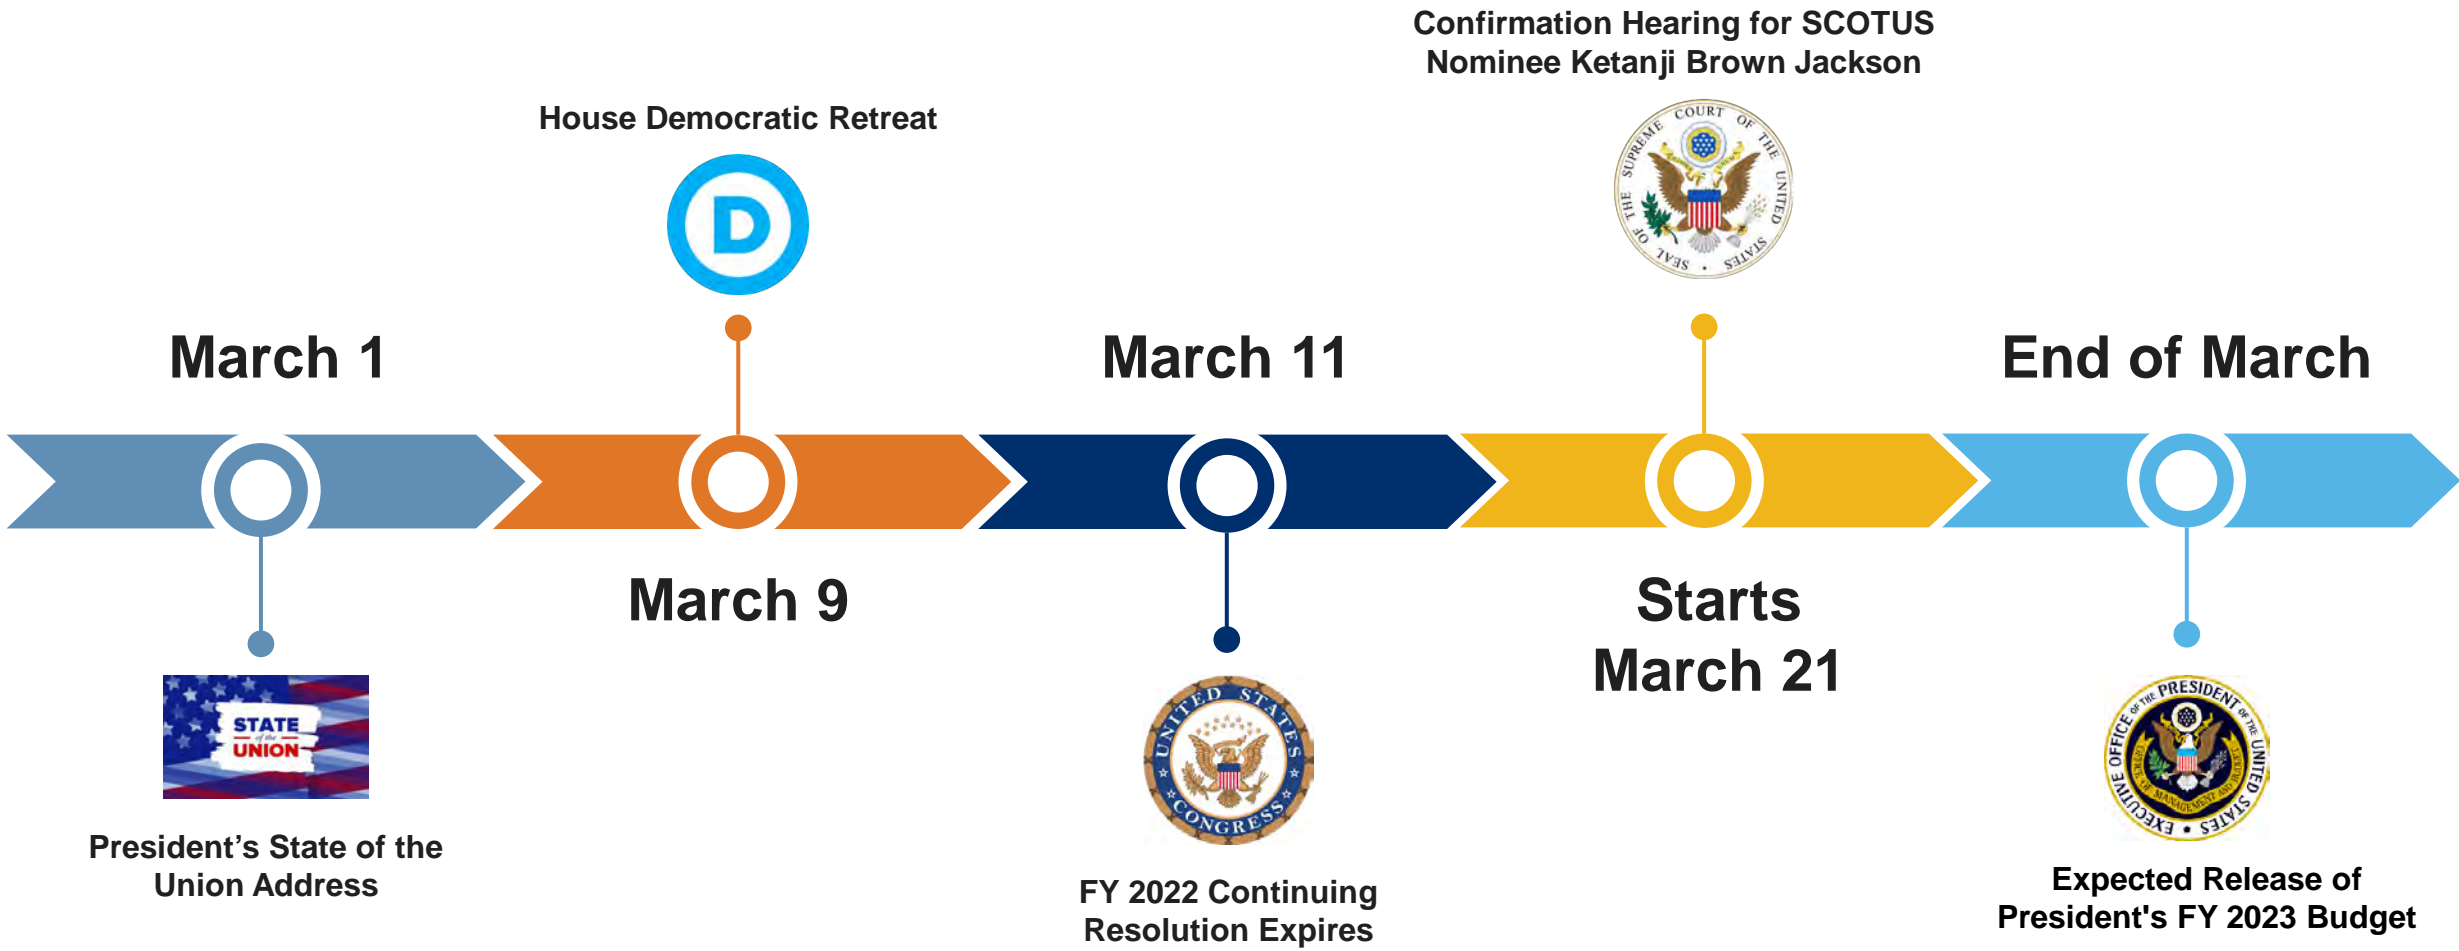 Confirmation Hearing for SCOTUS
Nominee Ketanji Brown Jackson
House Democratic Retreat
SEAL OF THE SUPREME COURT OF THE UNITED STATES
D
March 1
March 11
End of March
March 9
Starts
March 21
STATE
of the
UNION
UNITED STATES
CONGRESS
EXECUTIVE OFFICE OF THE PRESIDENT OF THE UNITED STATES
OFFICE OF MANAGEMENT AND BUDGET
President’s State of the
Union Address
FY 2022 Continuing
Resolution Expires
Expected Release of
President's FY 2023 Budget